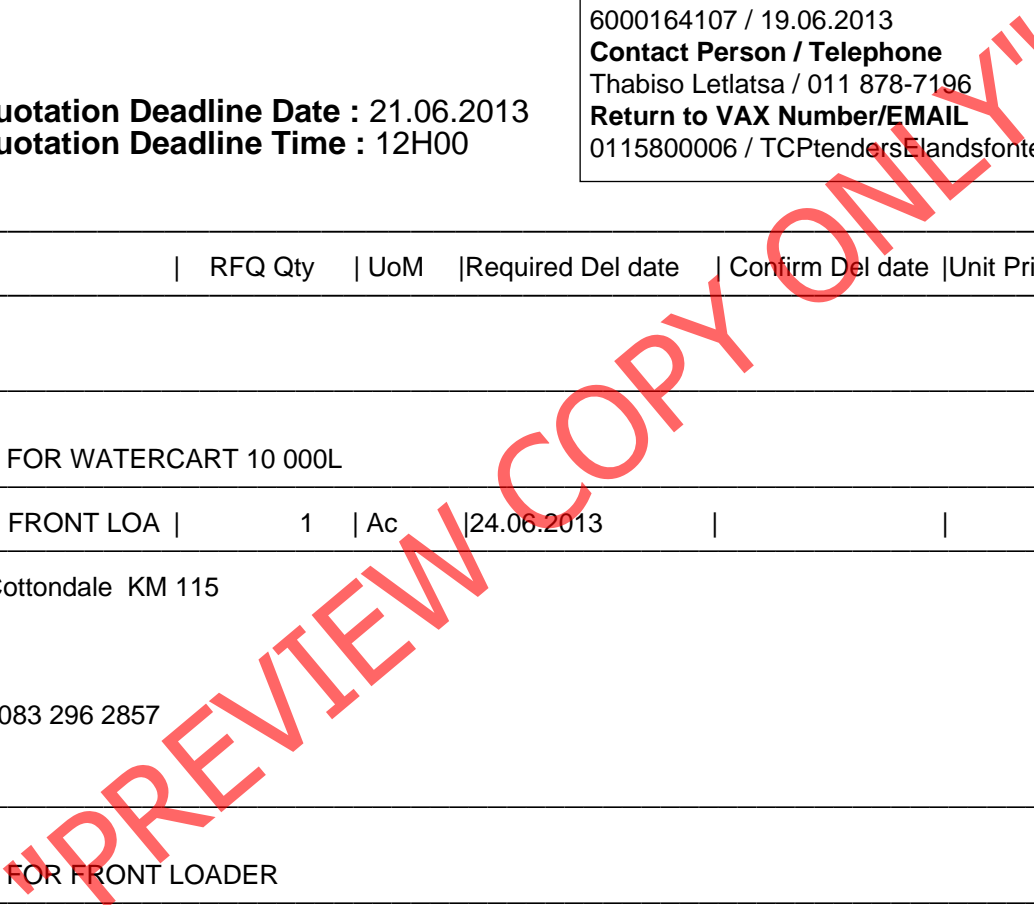 6000164107 / 19.06.2013
Contact Person / Telephone
Thabiso Letlatsa / 011 878-7196
uotation Deadline Date : 21.06.2013
Return to VAX Number/EMAIL
uotation Deadline Time : 12H00
0115800006 / TCPtendersElandsfonte
| RFQ Qty | UoM |Required Del date | Confirm Del date |Unit Pri
FOR WATERCART 10 000L
FRONT LOA | 1 | Ac |24.06.2013 | |
Cottondale KM 115
083 296 2857
FOR FRONT LOADER
"PREVIEW COPY ONLY"